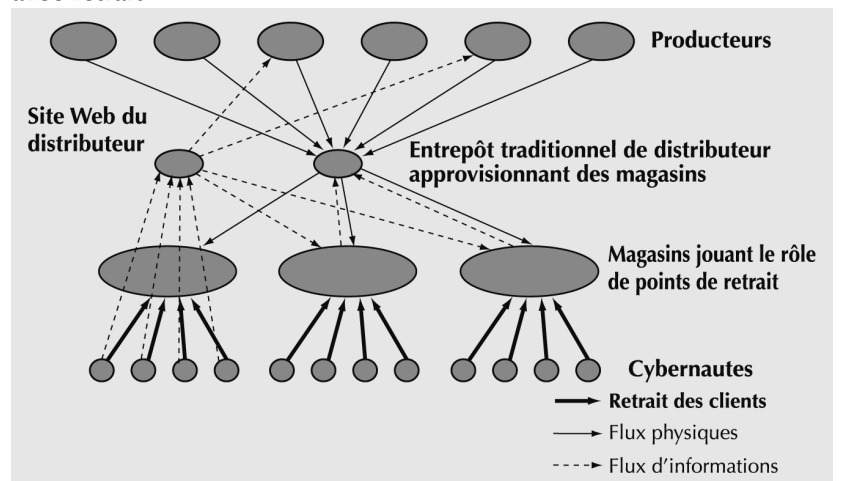 Producteurs
Site Web du
distributeur
Entrepôt traditionnel de distributeur
approvisionnant des magasins
Magasins jouant le rôle
de points de retrait
Cybernautes
Retrait des clients
Flux physiques
Flux d’informations